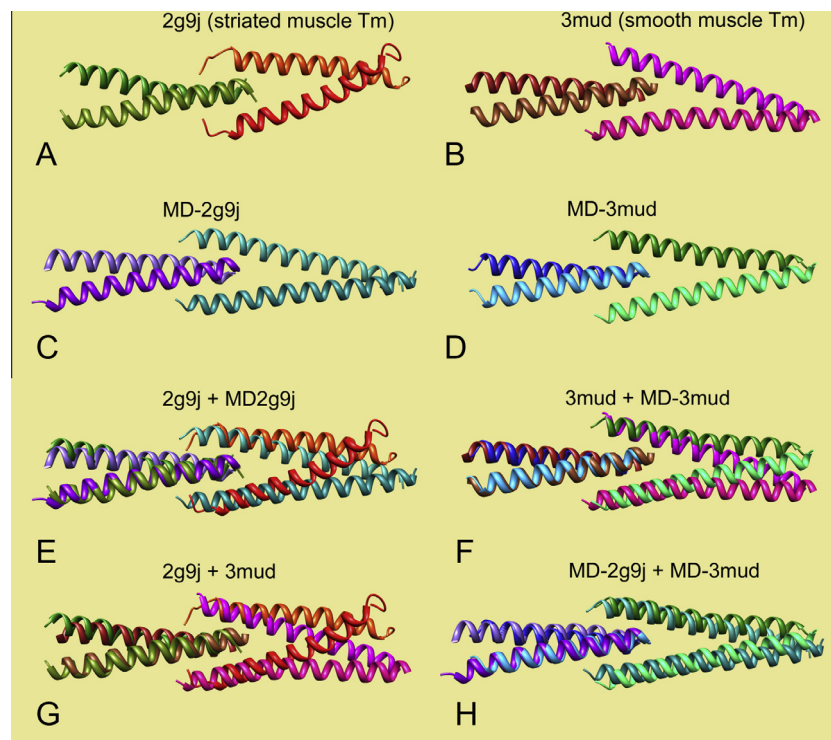 2g9j (striated muscle Tm)
3mud (smooth muscle Tm)
A
B
MD-2g9j
MD-3mud
C
D
2g9j + MD2g9j
3mud + MD-3mud
E
F
2g9j + 3mud
MD-2g9j + MD-3mud
G
H